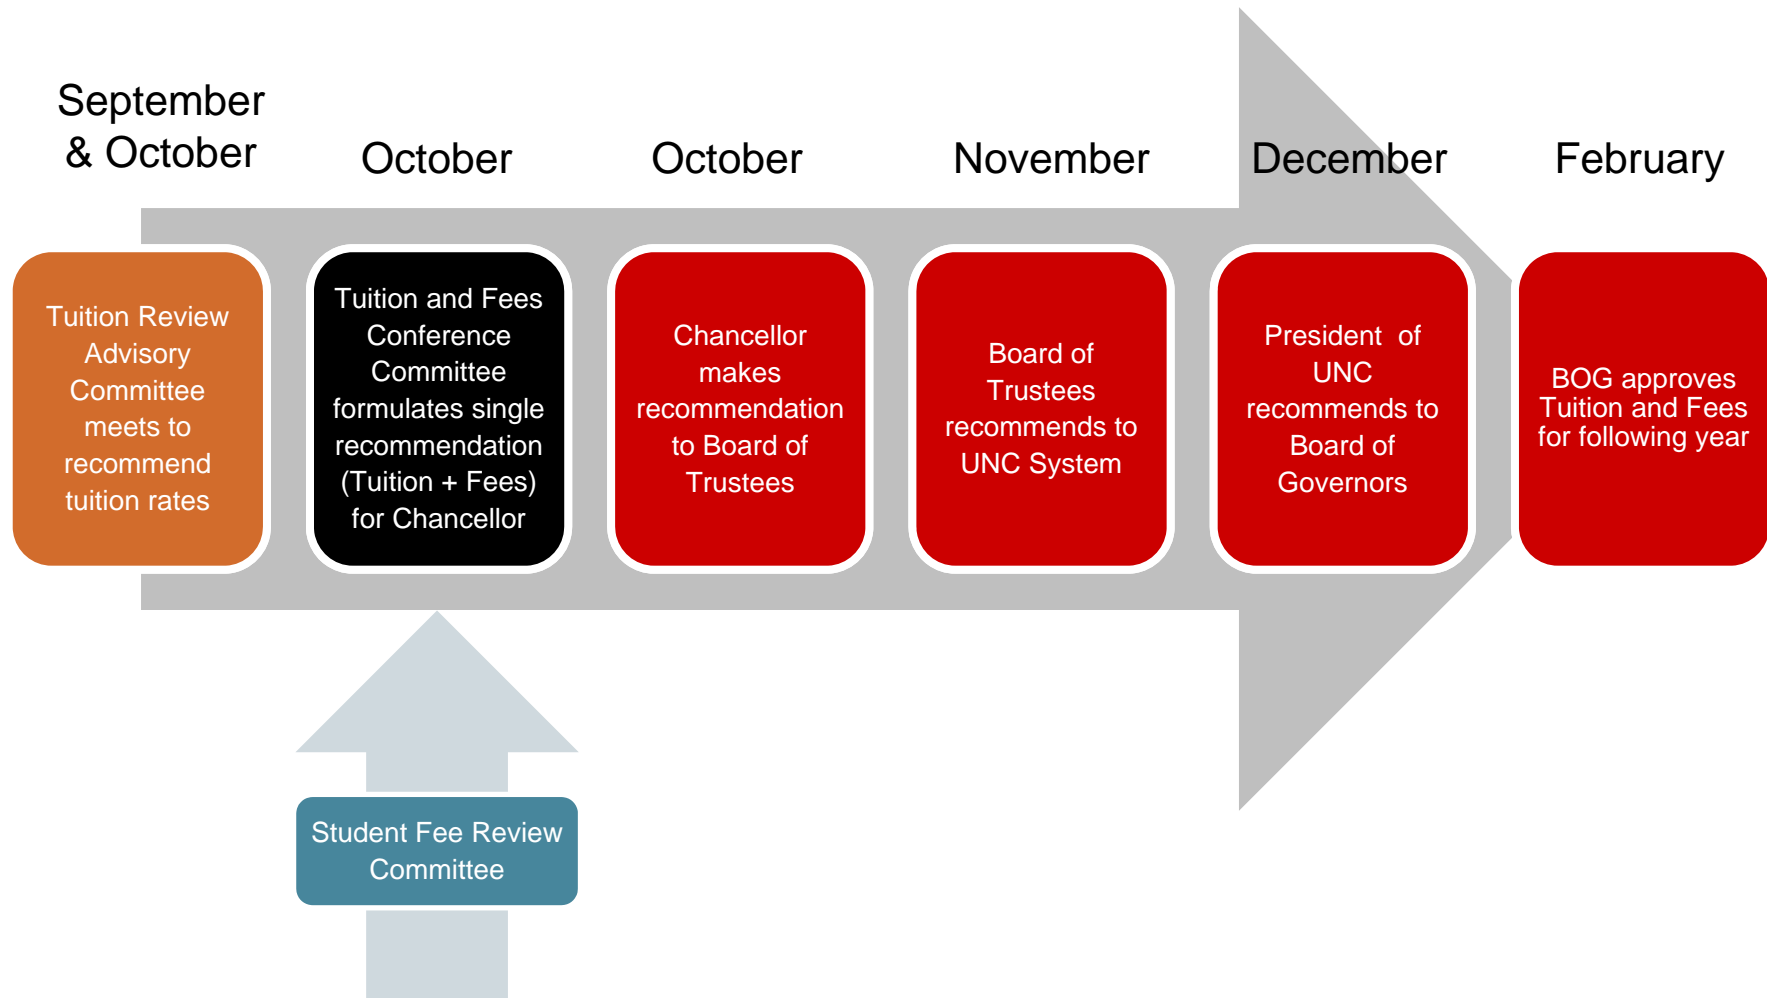 September
& October
October
October
November
December
February
Tuition Review
Advisory
Committee
meets to
recommend
tuition rates
Tuition and Fees
Conference
Committee
formulates single
recommendation
(Tuition + Fees)
for Chancellor
Chancellor
makes
recommendation
to Board of
Trustees
Board of
Trustees
recommends to
UNC System
President of
UNC
recommends to
Board of
Governors
BOG approves
Tuition and Fees
for following year
Student Fee Review
Committee